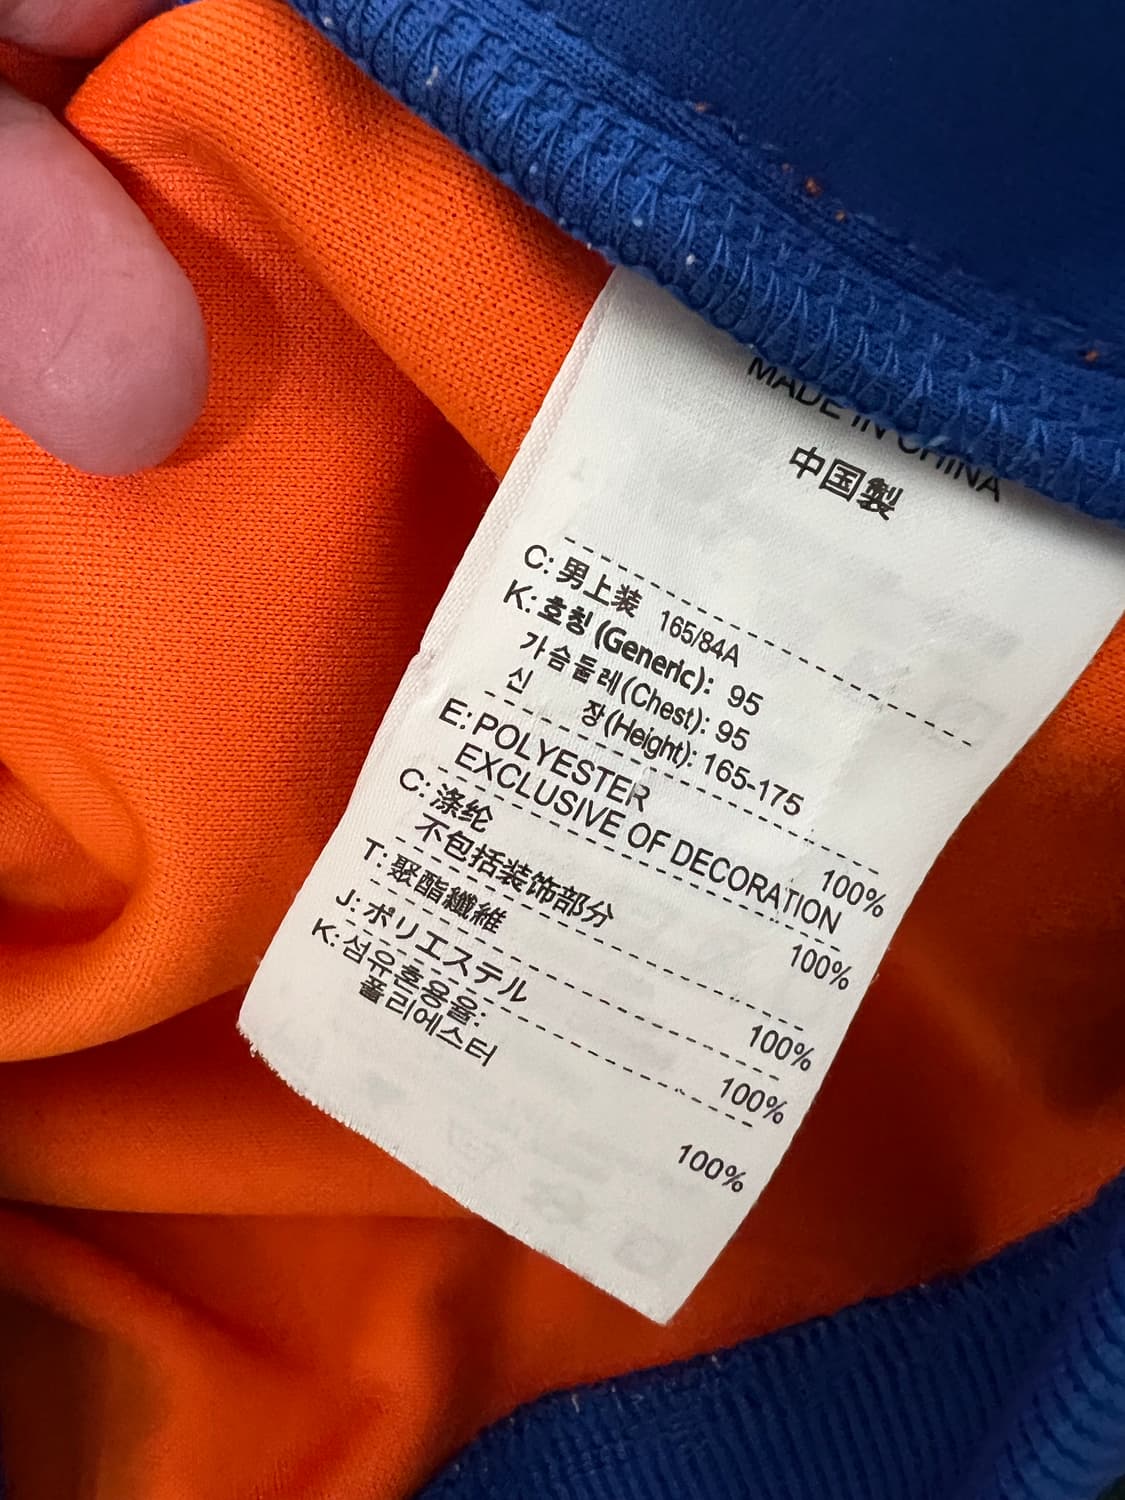 MADE IN CHINA
中国製
C: 男上装 165/84A
K: 호칭 (Generic): 95
가슴둘레(Chest): 95
신 장(Height): 165-175
E: POLYESTER 100%
EXCLUSIVE OF DECORATION
C: 涤纶 100%
不包括装饰部分
T: 聚酯纖維 100%
J: ポリエステル 100%
K: 섬유혼용율:
폴리에스터 100%